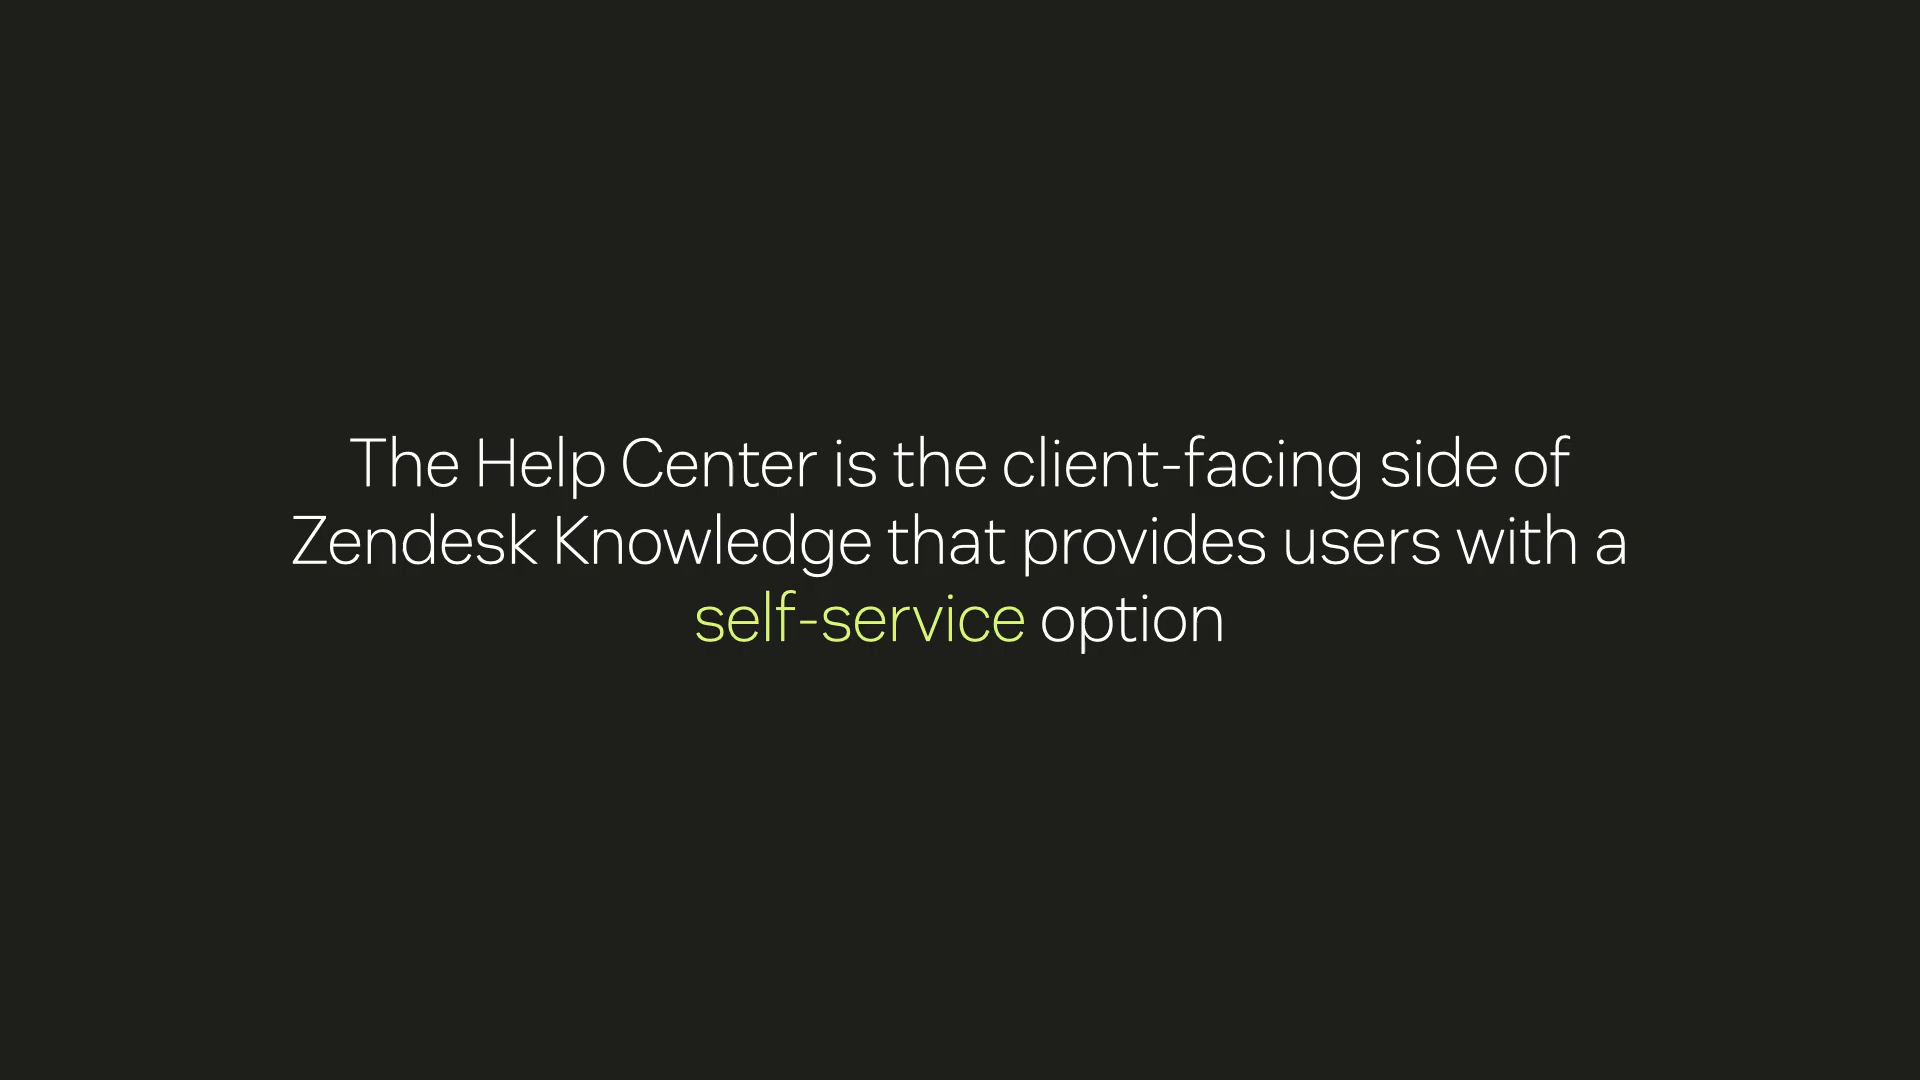 The Help Center is the client-facing side of
Zendesk Knowledge that provides users with a
self-service option